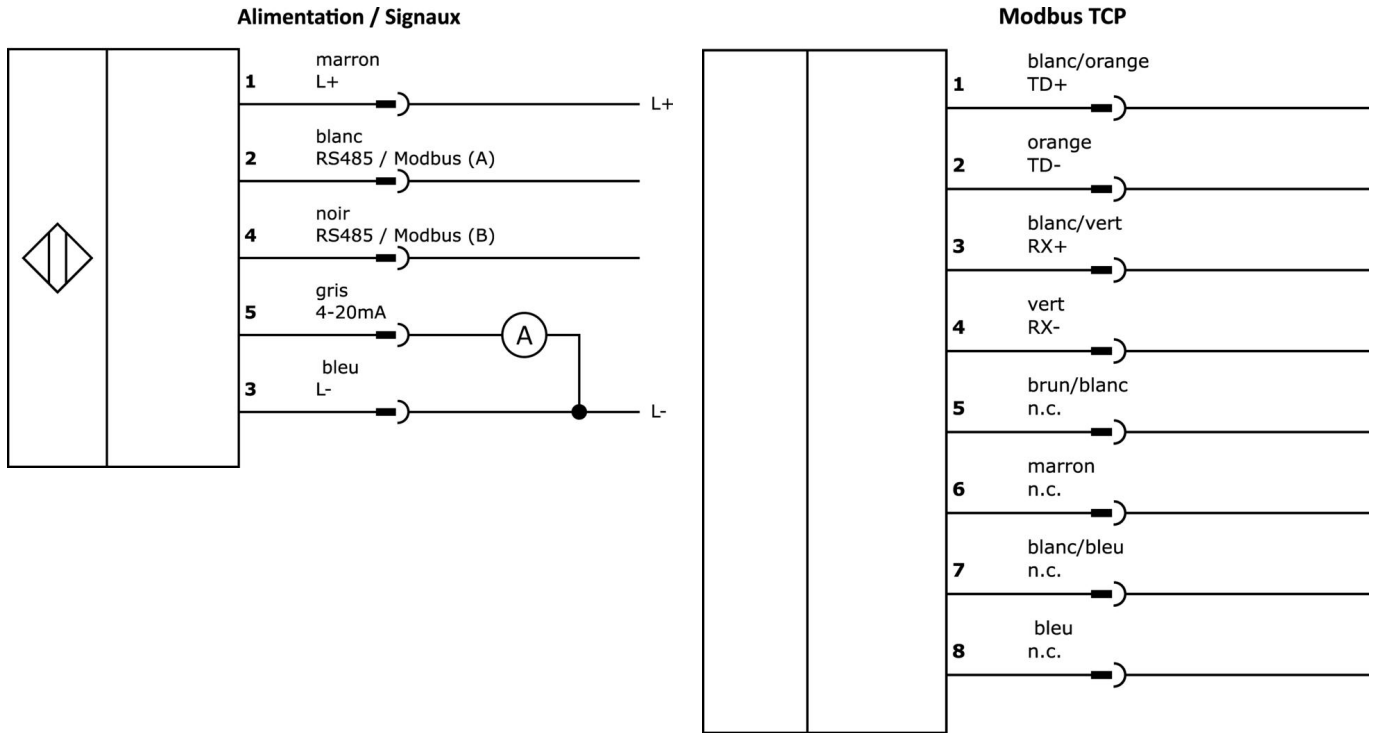 Alimentation / Signaux
marron
1 L+
L+
blanc
2 RS485 / Modbus (A)
noir
4 RS485 / Modbus (B)
gris
5 4-20mA
A
bleu
3 L-
L-
Modbus TCP
blanc/orange
1 TD+
orange
2 TD-
blanc/vert
3 RX+
vert
4 RX-
brun/blanc
5 n.c.
marron
6 n.c.
blanc/bleu
7 n.c.
bleu
8 n.c.